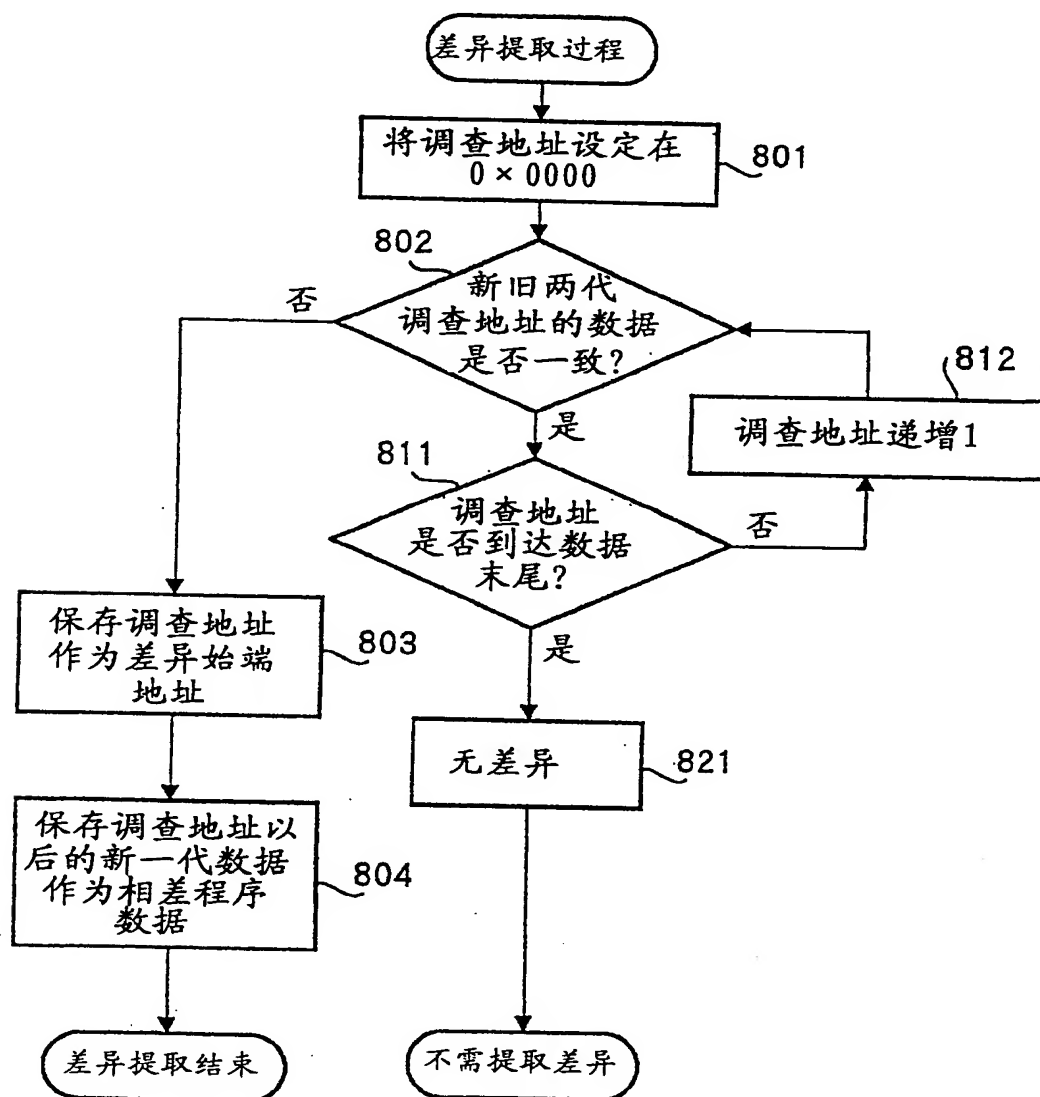 差异提取过程
将调查地址设定在
0×0000
801
802
新旧两代
调查地址的数据
是否一致?
否
是
812
调查地址递增1
811
调查地址
是否到达数据
末尾?
否
是
保存调查地址
作为差异始端
地址
803
无差异
821
保存调查地址以
后的新一代数据
作为相差程序
数据
804
差异提取结束
不需提取差异